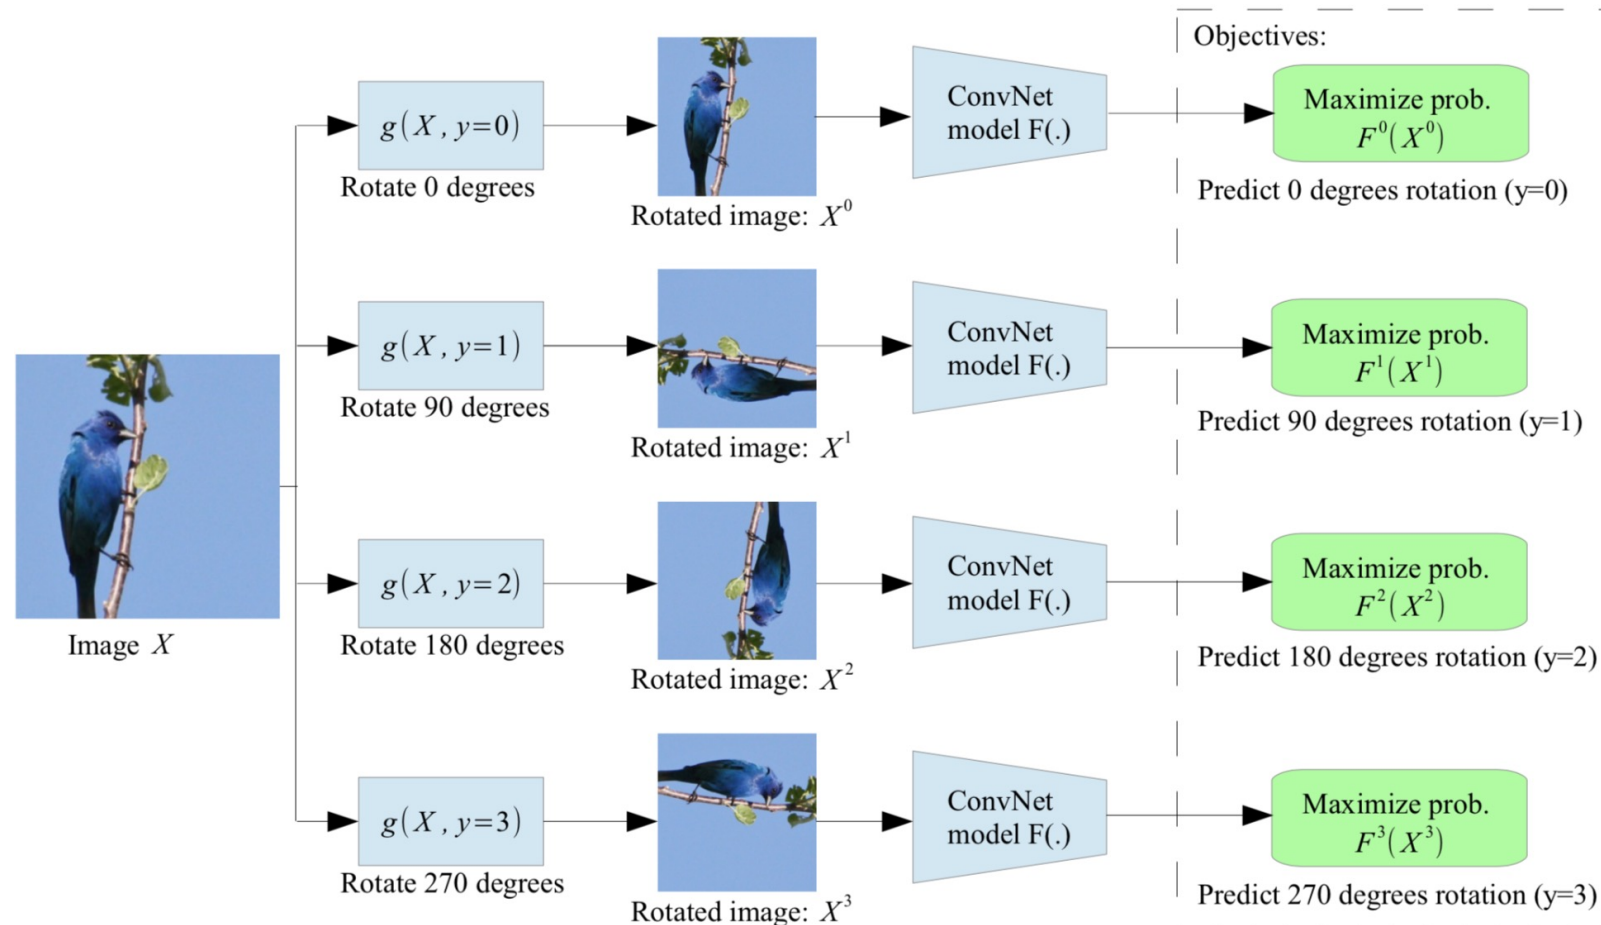 Objectives:
g(X, y=0)
Rotate 0 degrees
Rotated image: X⁰
ConvNet
model F(.)
Maximize prob.
F⁰(X⁰)
Predict 0 degrees rotation (y=0)
g(X, y=1)
Rotate 90 degrees
Rotated image: X¹
ConvNet
model F(.)
Maximize prob.
F¹(X¹)
Predict 90 degrees rotation (y=1)
Image X
g(X, y=2)
Rotate 180 degrees
Rotated image: X²
ConvNet
model F(.)
Maximize prob.
F²(X²)
Predict 180 degrees rotation (y=2)
g(X, y=3)
Rotate 270 degrees
Rotated image: X³
ConvNet
model F(.)
Maximize prob.
F³(X³)
Predict 270 degrees rotation (y=3)